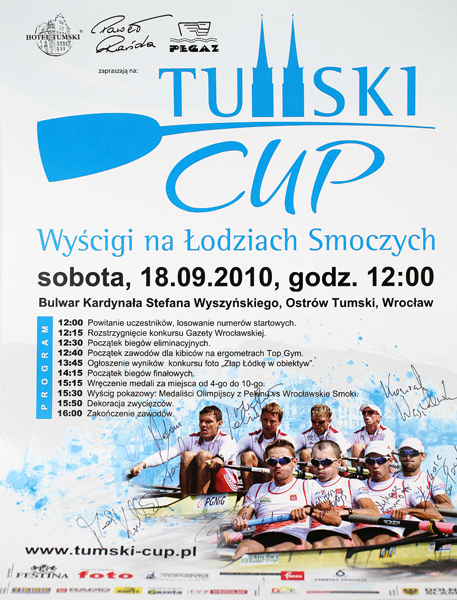 HOTEL TUMSKI
PEGAZ
zapraszają na:
TUMSKI
CUP
Wyścigi na Łodziach Smoczych
sobota, 18.09.2010, godz. 12:00
Bulwar Kardynała Stefana Wyszyńskiego, Ostrów Tumski, Wrocław
PROGRAM
12:00 Powitanie uczestników, losowanie numerów startowych.
12:15 Rozstrzygnięcie konkursu Gazety Wrocławskiej.
12:30 Początek biegów eliminacyjnych.
12:40 Początek zawodów dla kibiców na ergometrach Top Gym.
13:45 Ogłoszenie wyników konkursu foto „Złap Łódkę w obiektyw".
14:15 Początek biegów finałowych.
15:15 Wręczenie medali za miejsca od 4-go do 10-go.
15:30 Wyścig pokazowy: Medaliści Olimpijscy z Pekinu vs Wrocławskie Smoki.
15:50 Dekoracja zwycięzców.
16:00 Zakończenie zawodów.
PGNiG
www.tumski-cup.pl
FESTINA foto
RADIO